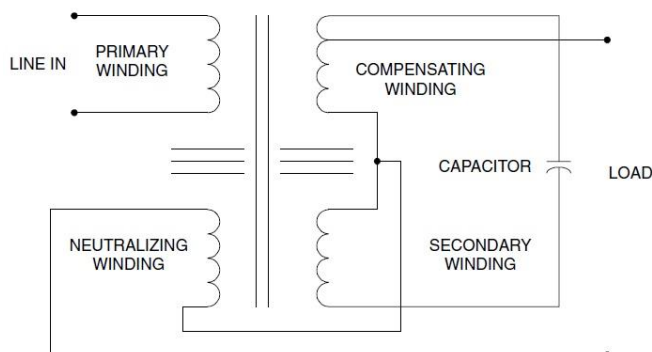 LINE IN
PRIMARY
WINDING
COMPENSATING
WINDING
CAPACITOR
LOAD
NEUTRALIZING
WINDING
SECONDARY
WINDING